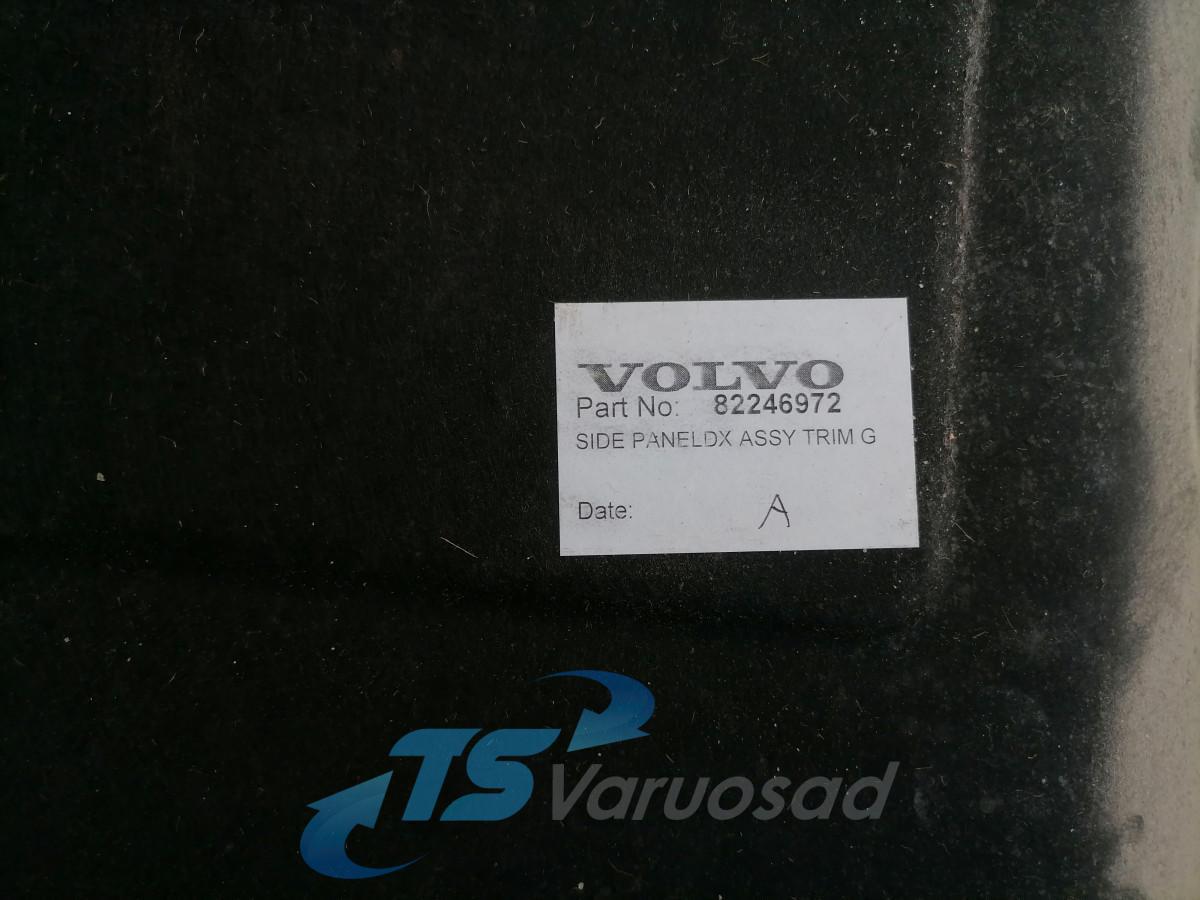 VOLVO
Part No: 82246972
SIDE PANELDX ASSY TRIM G
Date: A
TS Varuosad